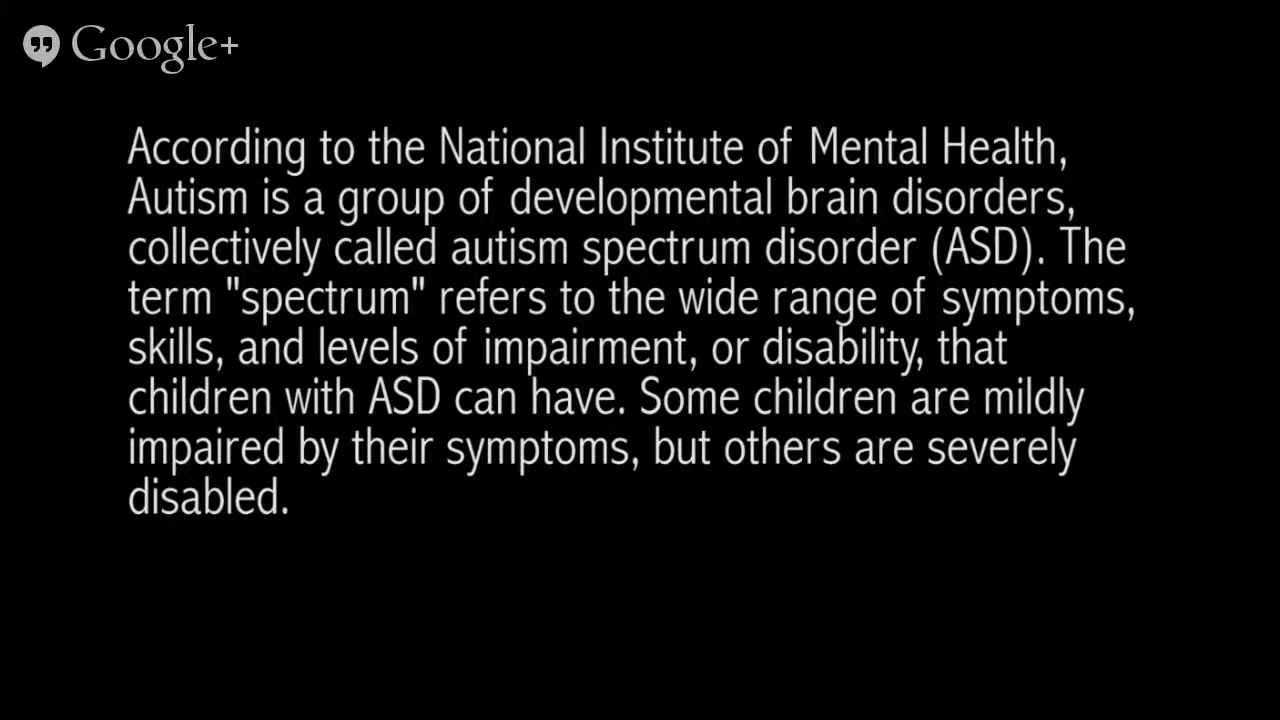 Google+
According to the National Institute of Mental Health,
Autism is a group of developmental brain disorders,
collectively called autism spectrum disorder (ASD). The
term "spectrum" refers to the wide range of symptoms,
skills, and levels of impairment, or disability, that
children with ASD can have. Some children are mildly
impaired by their symptoms, but others are severely
disabled.